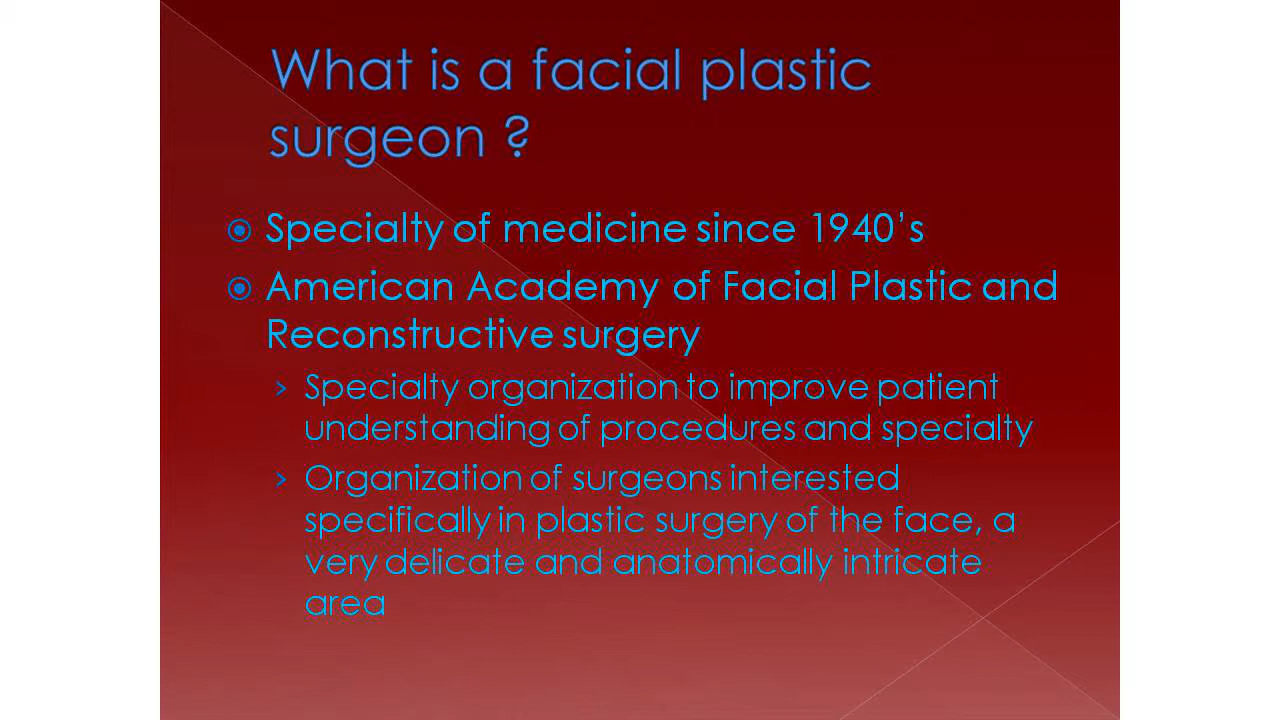 What is a facial plastic
surgeon ?
Specialty of medicine since 1940's
American Academy of Facial Plastic and
Reconstructive surgery
Specialty organization to improve patient
understanding of procedures and specialty
Organization of surgeons interested
specifically in plastic surgery of the face, a
very delicate and anatomically intricate
area